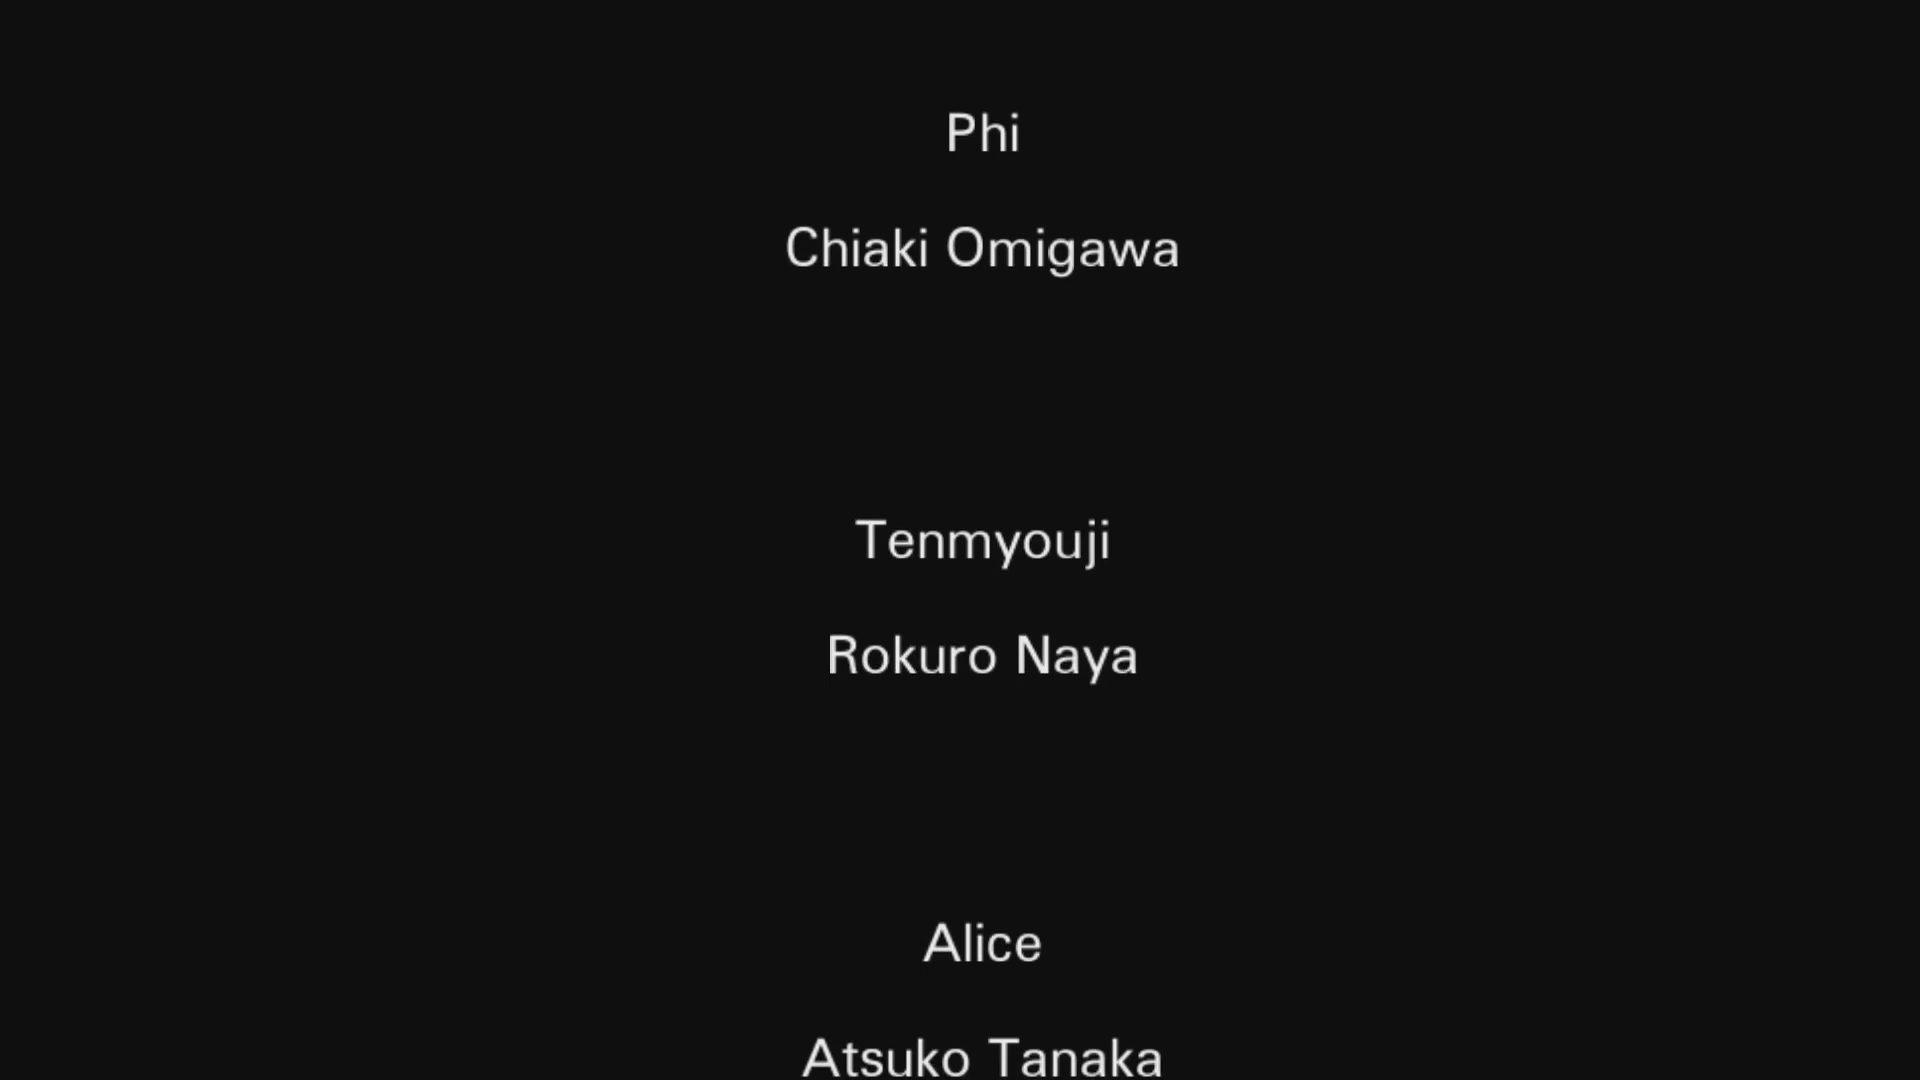 Phi
Chiaki Omigawa
Tenmyouji
Rokuro Naya
Alice
Atsuko Tanaka